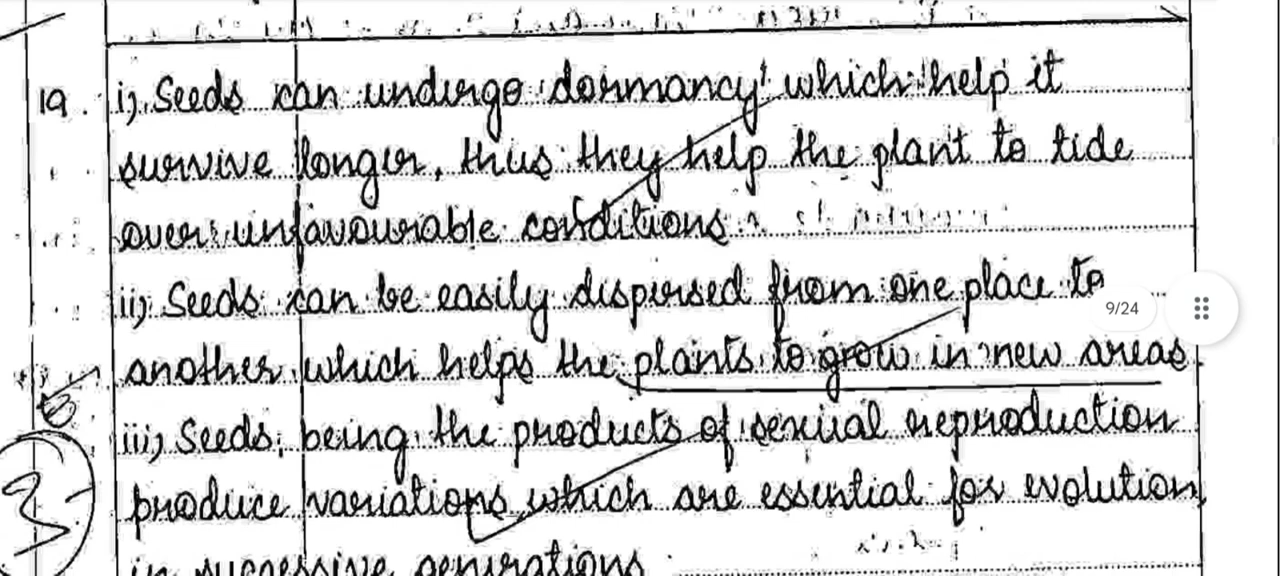 19. i) Seeds can undergo 'dormancy' which help it
survive longer, thus they help the plant to tide
over unfavourable conditions
ii) Seeds can be easily dispersed from one place to
9/24
another which helps the plants to grow in new areas
iii) Seeds, being the products of sexual reproduction
3
produce variations which are essential for evolution,
in successive generations.